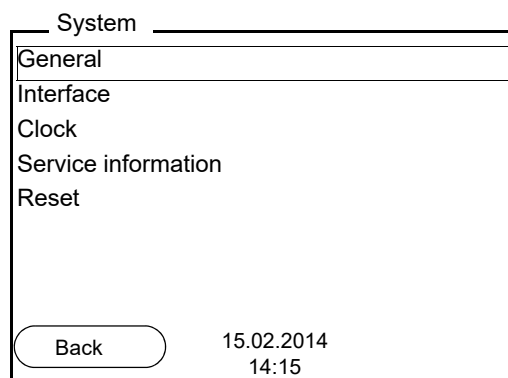 System
General
Interface
Clock
Service information
Reset
Back
15.02.2014
14:15